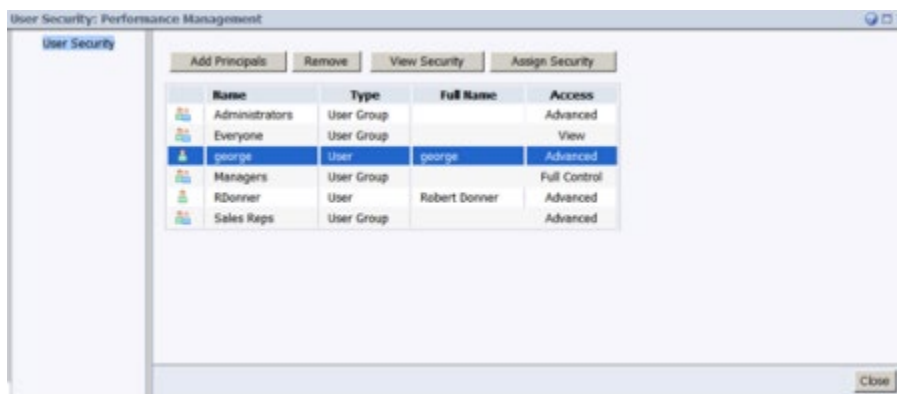 User Security: Performance Management
User Security
Add Principals Remove View Security Assign Security
Name Type Full Name Access
Administrators User Group Advanced
Everyone User Group View
george User george Advanced
Managers User Group Full Control
RDonner User Robert Donner Advanced
Sales Reps User Group Advanced
Close